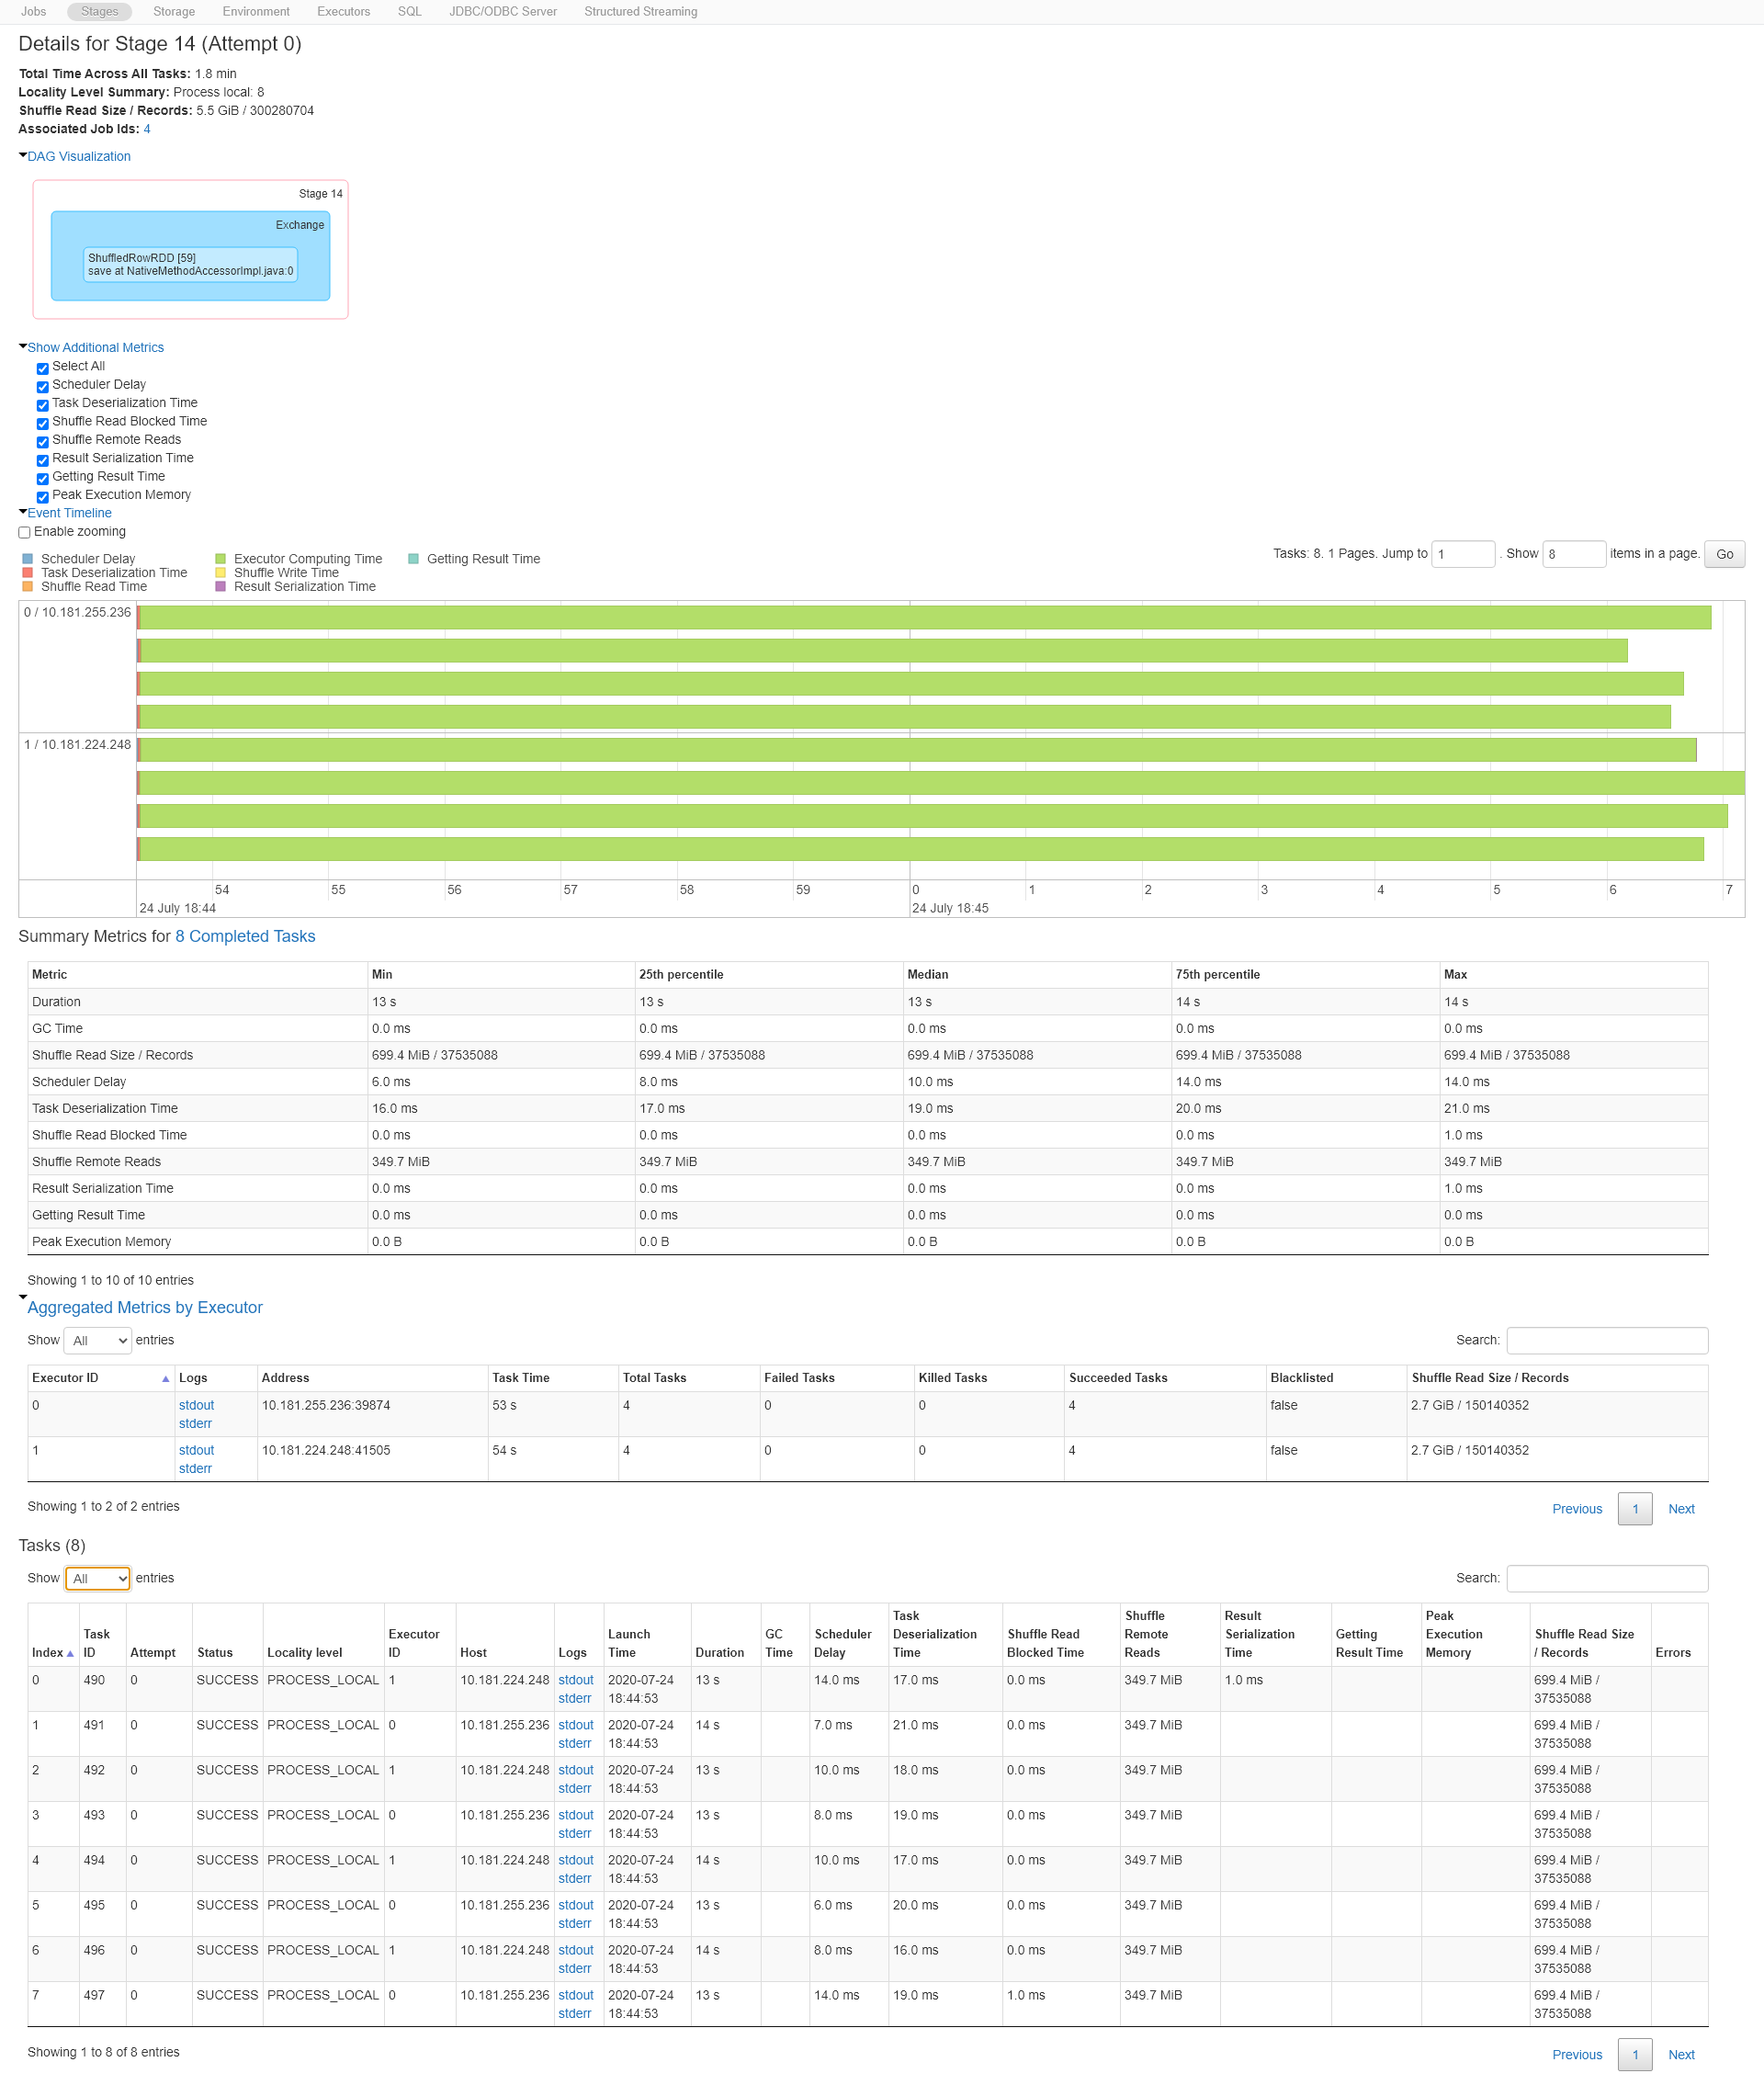 Jobs Stages Storage Environment Executors SQL JDBC/ODBC Server Structured Streaming
Details for Stage 14 (Attempt 0)
Total Time Across All Tasks: 1.8 min
Locality Level Summary: Process local: 8
Shuffle Read Size / Records: 5.5 GiB / 300280704
Associated Job Ids: 4
DAG Visualization
Stage 14
Exchange
ShuffledRowRDD [59]
save at NativeMethodAccessorImpl.java:0
Show Additional Metrics
Select All
Scheduler Delay
Task Deserialization Time
Shuffle Read Blocked Time
Shuffle Remote Reads
Result Serialization Time
Getting Result Time
Peak Execution Memory
Event Timeline
Enable zooming
Tasks: 8. 1 Pages. Jump to 1 . Show 8 items in a page. Go
Scheduler Delay Executor Computing Time Getting Result Time
Task Deserialization Time Shuffle Write Time
Shuffle Read Time Result Serialization Time
0 / 10.181.255.236
1 / 10.181.224.248
54 55 56 57 58 59 0 1 2 3 4 5 6 7
24 July 18:44 24 July 18:45
Summary Metrics for 8 Completed Tasks
Metric Min 25th percentile Median 75th percentile Max
Duration 13 s 13 s 13 s 14 s 14 s
GC Time 0.0 ms 0.0 ms 0.0 ms 0.0 ms 0.0 ms
Shuffle Read Size / Records 699.4 MiB / 37535088 699.4 MiB / 37535088 699.4 MiB / 37535088 699.4 MiB / 37535088 699.4 MiB / 37535088
Scheduler Delay 6.0 ms 8.0 ms 10.0 ms 14.0 ms 14.0 ms
Task Deserialization Time 16.0 ms 17.0 ms 19.0 ms 20.0 ms 21.0 ms
Shuffle Read Blocked Time 0.0 ms 0.0 ms 0.0 ms 0.0 ms 1.0 ms
Shuffle Remote Reads 349.7 MiB 349.7 MiB 349.7 MiB 349.7 MiB 349.7 MiB
Result Serialization Time 0.0 ms 0.0 ms 0.0 ms 0.0 ms 1.0 ms
Getting Result Time 0.0 ms 0.0 ms 0.0 ms 0.0 ms 0.0 ms
Peak Execution Memory 0.0 B 0.0 B 0.0 B 0.0 B 0.0 B
Showing 1 to 10 of 10 entries
Aggregated Metrics by Executor
Show All entries Search:
Executor ID Logs Address Task Time Total Tasks Failed Tasks Killed Tasks Succeeded Tasks Blacklisted Shuffle Read Size / Records
0 stdout 10.181.255.236:39874 53 s 4 0 0 4 false 2.7 GiB / 150140352
stderr
1 stdout 10.181.224.248:41505 54 s 4 0 0 4 false 2.7 GiB / 150140352
stderr
Showing 1 to 2 of 2 entries Previous 1 Next
Tasks (8)
Show All entries Search:
Task Shuffle Result Peak
Task Executor Launch GC Scheduler Deserialization Shuffle Read Remote Serialization Getting Execution Shuffle Read Size
Index ID Attempt Status Locality level ID Host Logs Time Duration Time Delay Time Blocked Time Reads Time Result Time Memory / Records Errors
0 490 0 SUCCESS PROCESS_LOCAL 1 10.181.224.248 stdout 2020-07-24 13 s 14.0 ms 17.0 ms 0.0 ms 349.7 MiB 1.0 ms 699.4 MiB /
stderr 18:44:53 37535088
1 491 0 SUCCESS PROCESS_LOCAL 0 10.181.255.236 stdout 2020-07-24 14 s 7.0 ms 21.0 ms 0.0 ms 349.7 MiB 699.4 MiB /
stderr 18:44:53 37535088
2 492 0 SUCCESS PROCESS_LOCAL 1 10.181.224.248 stdout 2020-07-24 13 s 10.0 ms 18.0 ms 0.0 ms 349.7 MiB 699.4 MiB /
stderr 18:44:53 37535088
3 493 0 SUCCESS PROCESS_LOCAL 0 10.181.255.236 stdout 2020-07-24 13 s 8.0 ms 19.0 ms 0.0 ms 349.7 MiB 699.4 MiB /
stderr 18:44:53 37535088
4 494 0 SUCCESS PROCESS_LOCAL 1 10.181.224.248 stdout 2020-07-24 14 s 10.0 ms 17.0 ms 0.0 ms 349.7 MiB 699.4 MiB /
stderr 18:44:53 37535088
5 495 0 SUCCESS PROCESS_LOCAL 0 10.181.255.236 stdout 2020-07-24 13 s 6.0 ms 20.0 ms 0.0 ms 349.7 MiB 699.4 MiB /
stderr 18:44:53 37535088
6 496 0 SUCCESS PROCESS_LOCAL 1 10.181.224.248 stdout 2020-07-24 14 s 8.0 ms 16.0 ms 0.0 ms 349.7 MiB 699.4 MiB /
stderr 18:44:53 37535088
7 497 0 SUCCESS PROCESS_LOCAL 0 10.181.255.236 stdout 2020-07-24 13 s 14.0 ms 19.0 ms 1.0 ms 349.7 MiB 699.4 MiB /
stderr 18:44:53 37535088
Showing 1 to 8 of 8 entries Previous 1 Next